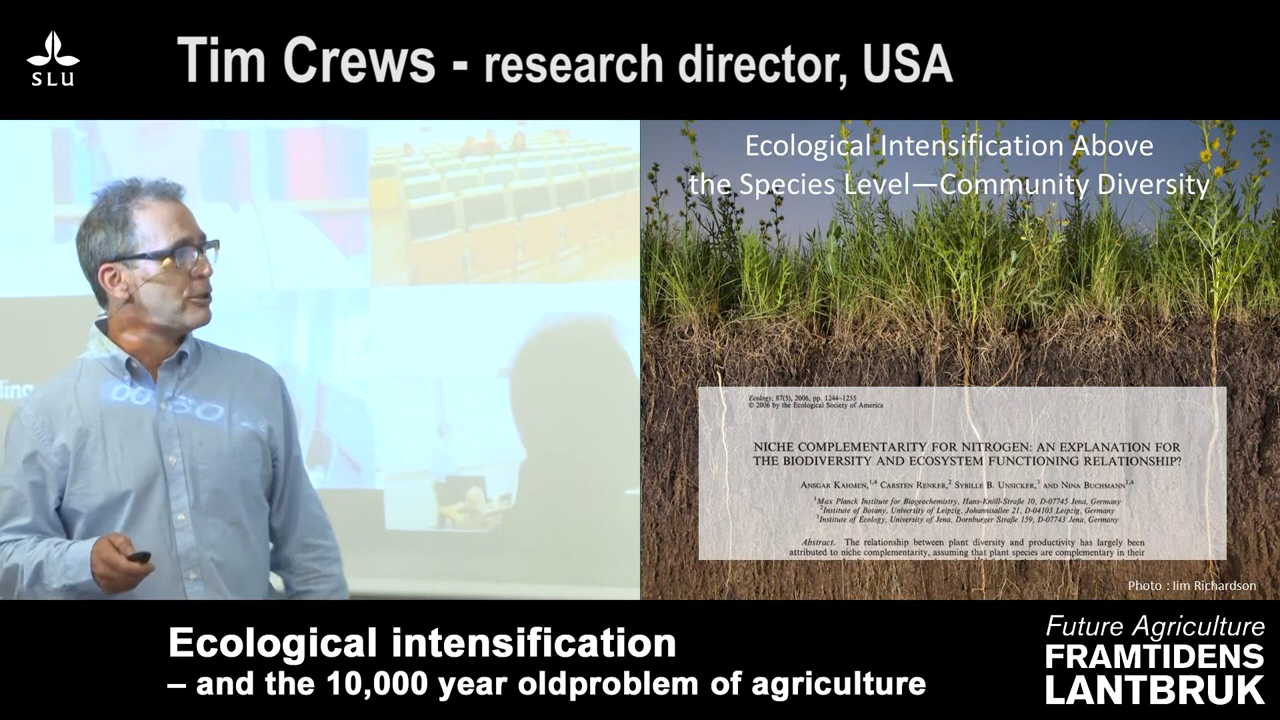 SLU
Tim Crews - research director, USA
00:30
Ecological Intensification Above
the Species Level—Community Diversity
Ecology, 87(5), 2006, pp. 1244–1255
© 2006 by the Ecological Society of America
NICHE COMPLEMENTARITY FOR NITROGEN: AN EXPLANATION FOR
THE BIODIVERSITY AND ECOSYSTEM FUNCTIONING RELATIONSHIP?
Ansgar Kahmen,1,4 Carsten Renker,2 Sybille B. Unsicker,3 and Nina Buchmann1,4
1Max Planck Institute for Biogeochemistry, Hans-Knöll-Straße 10, D-07745 Jena, Germany
2Institute of Botany, University of Leipzig, Johannisallee 21, D-04103 Leipzig, Germany
3Institute of Ecology, University of Jena, Dornburger Straße 159, D-07743 Jena, Germany
Abstract. The relationship between plant diversity and productivity has largely been
attributed to niche complementarity, assuming that plant species are complementary in their
Photo : Jim Richardson
Ecological intensification
– and the 10,000 year oldproblem of agriculture
Future Agriculture
FRAMTIDENS
LANTBRUK